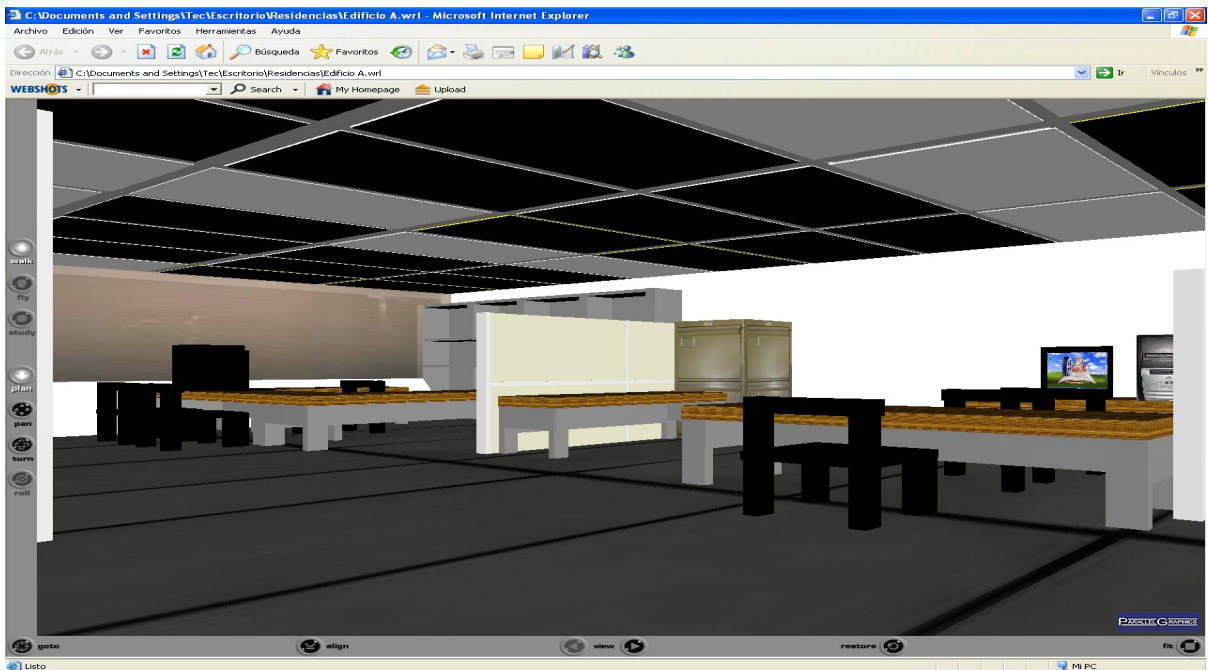 C:\Documents and Settings\Tec\Escritorio\Residencias\Edificio A.wrl - Microsoft Internet Explorer
Archivo Edición Ver Favoritos Herramientas Ayuda
Atrás Búsqueda Favoritos
Dirección C:\Documents and Settings\Tec\Escritorio\Residencias\Edificio A.wrl Ir Vínculos »
WEBSHOTS Search My Homepage Upload
walk
fly
study
plan
pan
turn
roll
PARALLELGRAPHICS
goto align view restore fit
Listo Mi PC